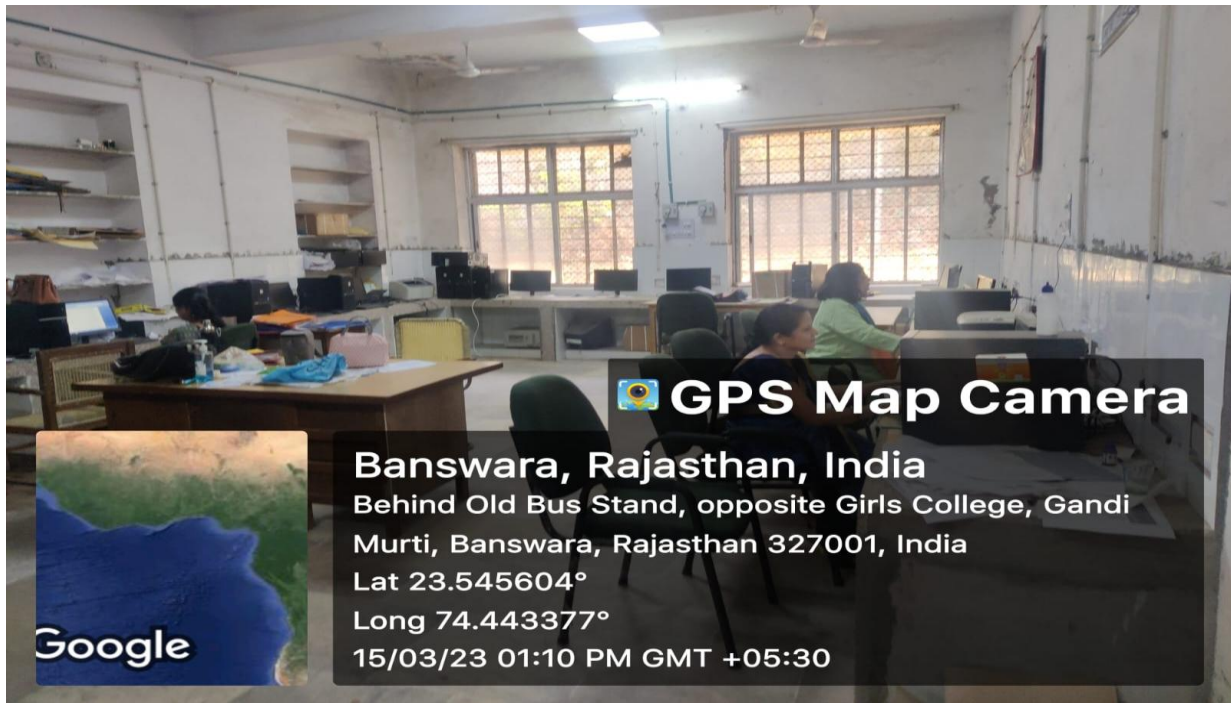 GPS Map Camera
Banswara, Rajasthan, India
Behind Old Bus Stand, opposite Girls College, Gandi
Murti, Banswara, Rajasthan 327001, India
Lat 23.545604°
Long 74.443377°
15/03/23 01:10 PM GMT +05:30
Google